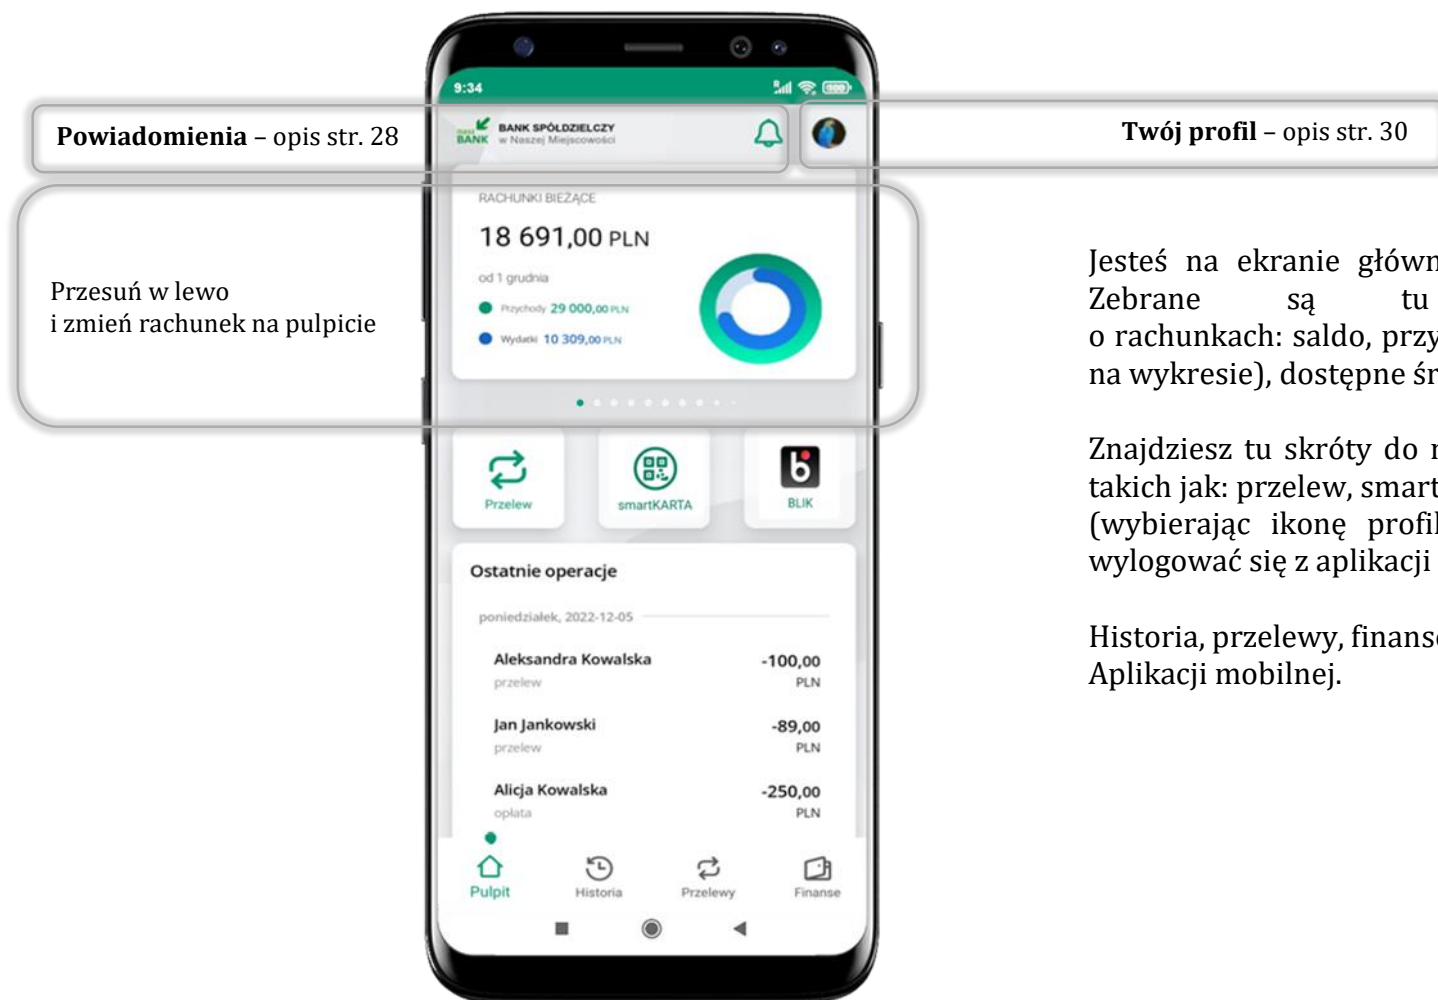 9:34
Powiadomienia – opis str. 28
nasz BANK
BANK SPÓŁDZIELCZY
w Naszej Miejscowości
Twój profil – opis str. 30
RACHUNKI BIEŻĄCE
18 691,00 PLN
od 1 grudnia
Przychody 29 000,00 PLN
Wydatki 10 309,00 PLN
Przesuń w lewo
i zmień rachunek na pulpicie
Przelew
smartKARTA
BLIK
Ostatnie operacje
poniedziałek, 2022-12-05
Aleksandra Kowalska -100,00
przelew PLN
Jan Jankowski -89,00
przelew PLN
Alicja Kowalska -250,00
opłata PLN
Pulpit Historia Przelewy Finanse
Jesteś na ekranie główn
Zebrane są tu
o rachunkach: saldo, przy
na wykresie), dostępne śr
Znajdziesz tu skróty do
takich jak: przelew, smart
(wybierając ikonę profil
wylogować się z aplikacji
Historia, przelewy, finans
Aplikacji mobilnej.